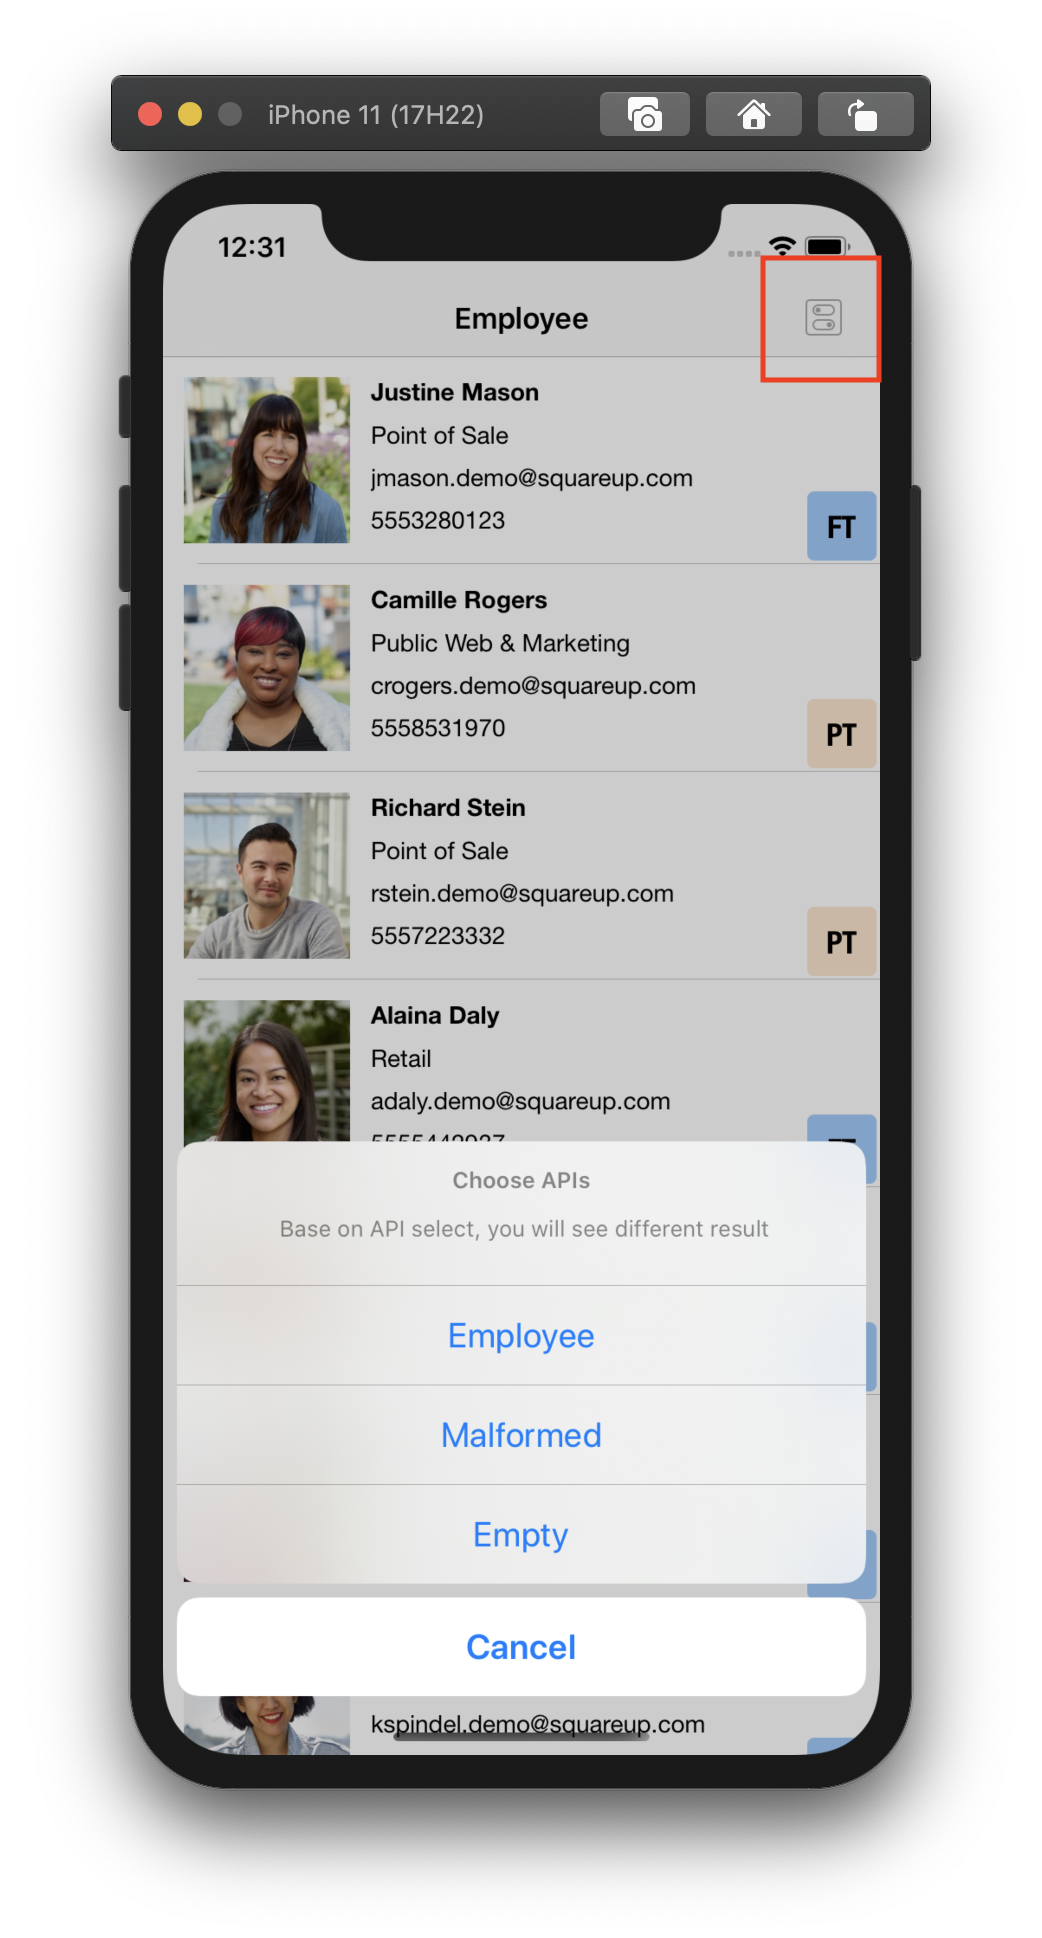 iPhone 11 (17H22)
12:31
Employee
Justine Mason
Point of Sale
jmason.demo@squareup.com
5553280123
FT
Camille Rogers
Public Web & Marketing
crogers.demo@squareup.com
5558531970
PT
Richard Stein
Point of Sale
rstein.demo@squareup.com
5557223332
PT
Alaina Daly
Retail
adaly.demo@squareup.com
Choose APIs
Base on API select, you will see different result
Employee
Malformed
Empty
Cancel
kspindel.demo@squareup.com